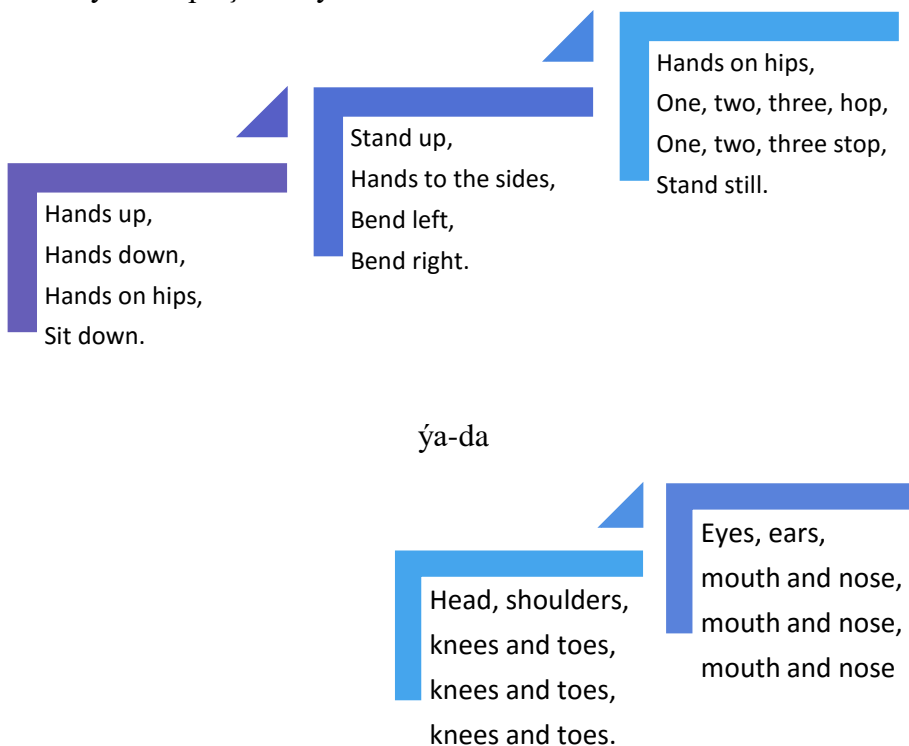 Hands up,
Hands down,
Hands on hips,
Sit down.
Stand up,
Hands to the sides,
Bend left,
Bend right.
Hands on hips,
One, two, three, hop,
One, two, three stop,
Stand still.
ýa-da
Head, shoulders,
knees and toes,
knees and toes,
knees and toes.
Eyes, ears,
mouth and nose,
mouth and nose,
mouth and nose